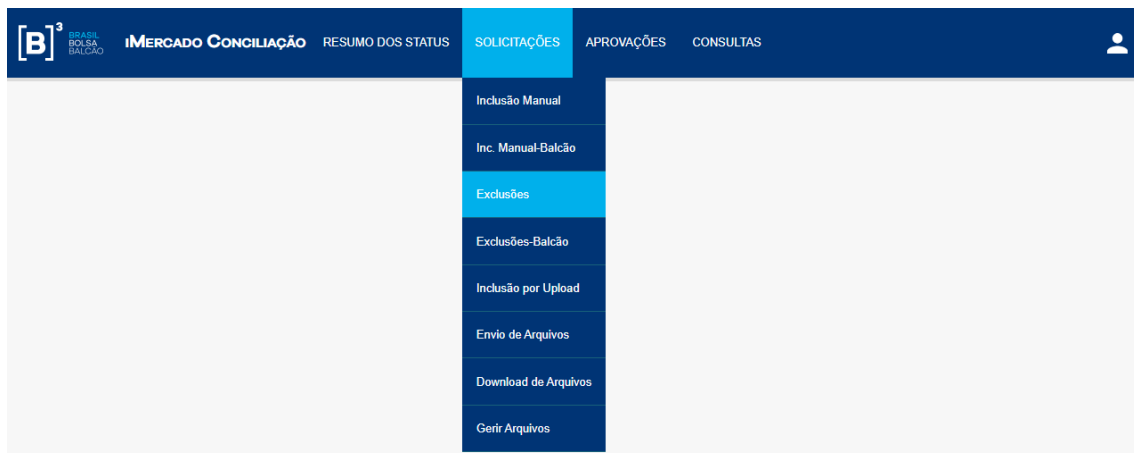 [B]³ BRASIL
BOLSA
BALCÃO
iMercado Conciliação RESUMO DOS STATUS SOLICITAÇÕES APROVAÇÕES CONSULTAS
Inclusão Manual
Inc. Manual-Balcão
Exclusões
Exclusões-Balcão
Inclusão por Upload
Envio de Arquivos
Download de Arquivos
Gerir Arquivos